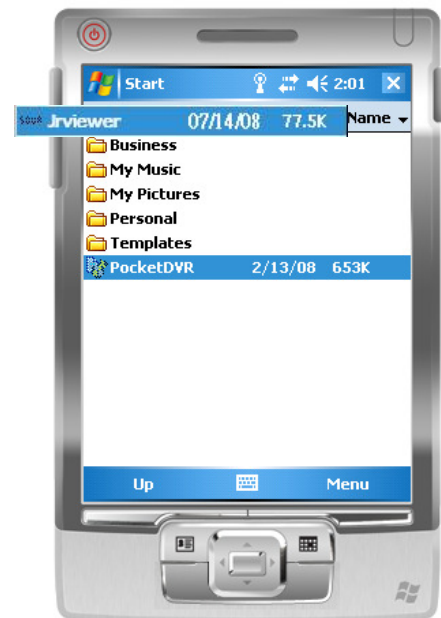 Start 2:01
Jrviewer 07/14/08 77.5K Name
Business
My Music
My Pictures
Personal
Templates
PocketDVR 2/13/08 653K
Up Menu